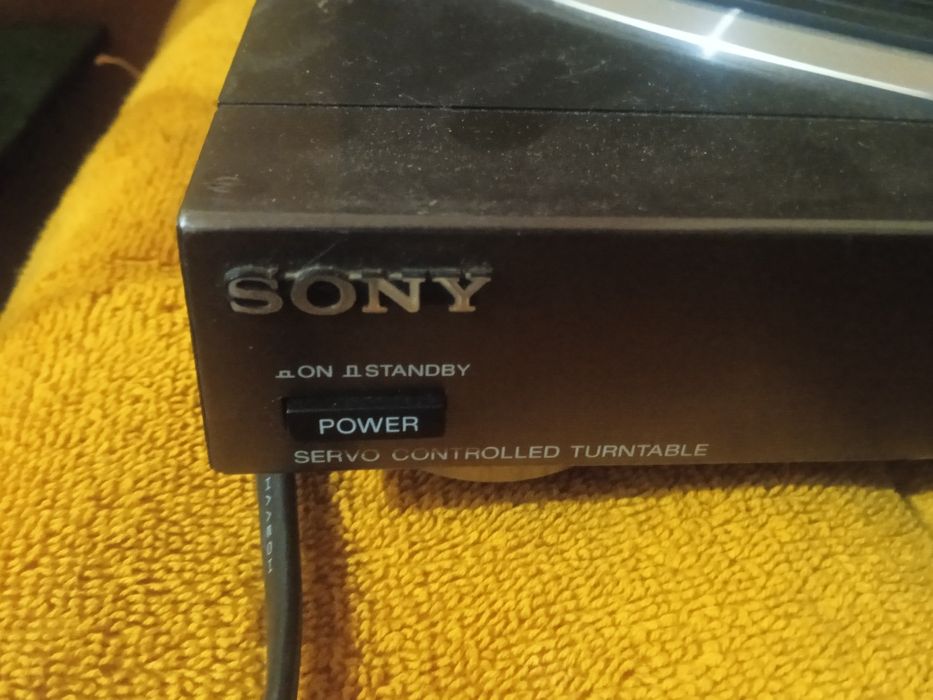 SONY
ON STANDBY
POWER
SERVO CONTROLLED TURNTABLE